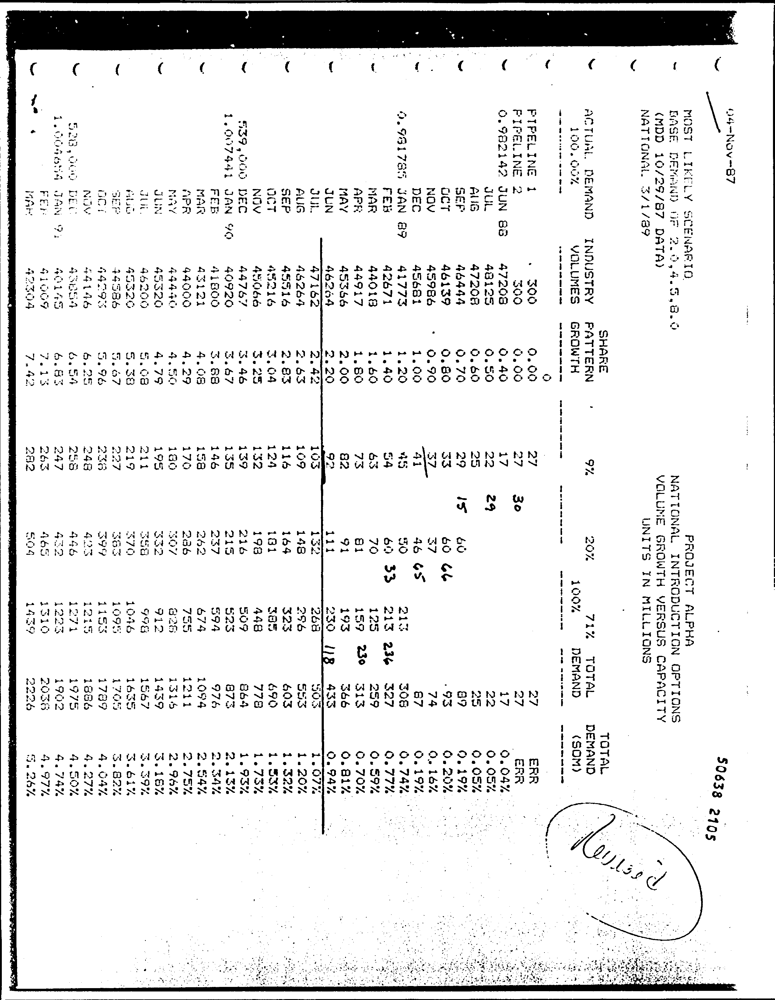 04-Nov-87
50638 2105
MOST LIKELY SCENARIO PROJECT ALPHA
BASE DEMAND OF 2.0,4.5,8.0 NATIONAL INTRODUCTION OPTIONS
(MDD 10/29/87 DATA) VOLUME GROWTH VERSUS CAPACITY
NATIONAL 3/1/89 UNITS IN MILLIONS
SHARE TOTAL
ACTUAL DEMAND INDUSTRY PATTERN 9% 20% 71% TOTAL DEMAND
100.00% VOLUMES GROWTH 100% DEMAND (SOM)
0
PIPELINE 1 300 0.00 27 27 ERR
PIPELINE 2 300 0.00 27 30 27 ERR
0.982142 JUN 88 47208 0.40 17 17 0.04%
JUL 48125 0.50 22 29 22 0.05%
AUG 47208 0.60 25 25 0.05%
SEP 46444 0.70 29 15 60 89 0.19%
OCT 46139 0.80 33 60 66 93 0.20%
NOV 45986 0.90 37 37 74 0.16%
DEC 45681 1.00 41 46 65 87 0.19%
0.981785 JAN 89 41773 1.20 45 50 213 308 0.74%
FEB 42671 1.40 54 60 33 213 236 327 0.77%
MAR 44018 1.60 63 70 125 259 0.59%
APR 44917 1.80 73 81 159 230 313 0.70%
MAY 45366 2.00 82 91 193 366 0.81%
JUN 46264 2.20 92 111 230 118 433 0.94%
JUL 47162 2.42 103 132 268 503 1.07%
AUG 46264 2.63 109 148 296 553 1.20%
SEP 45516 2.83 116 164 323 603 1.32%
OCT 45216 3.04 124 181 385 690 1.53%
NOV 45066 3.25 132 198 448 778 1.73%
539,000 DEC 44767 3.46 139 216 509 864 1.93%
1.007441 JAN 90 40920 3.67 135 215 523 873 2.13%
FEB 41800 3.88 146 237 594 976 2.34%
MAR 43121 4.08 158 262 674 1094 2.54%
APR 44000 4.29 170 286 755 1211 2.75%
MAY 44440 4.50 180 307 828 1316 2.96%
JUN 45320 4.79 195 332 912 1439 3.18%
JUL 46200 5.08 211 358 998 1567 3.39%
AUG 45320 5.38 219 370 1046 1635 3.61%
SEP 44586 5.67 227 383 1095 1705 3.82%
OCT 44293 5.96 238 399 1153 1789 4.04%
NOV 44146 6.25 248 423 1215 1886 4.27%
528,000 DEC 43854 6.54 258 446 1271 1975 4.50%
1.004654 JAN 91 40145 6.83 247 432 1223 1902 4.74%
FEB 41009 7.13 263 465 1310 2038 4.97%
MAR 42304 7.42 282 504 1439 2226 5.26%